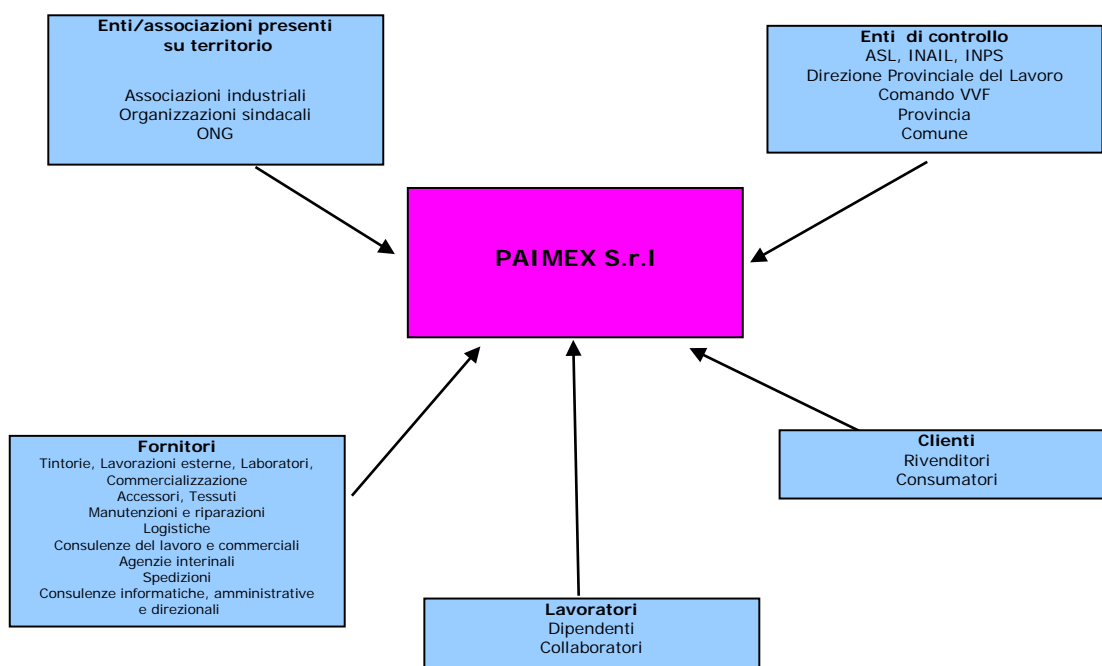 Enti/associazioni presenti
su territorio
Associazioni industriali
Organizzazioni sindacali
ONG
Enti di controllo
ASL, INAIL, INPS
Direzione Provinciale del Lavoro
Comando VVF
Provincia
Comune
PAIMEX S.r.l
Fornitori
Tintorie, Lavorazioni esterne, Laboratori,
Commercializzazione
Accessori, Tessuti
Manutenzioni e riparazioni
Logistiche
Consulenze del lavoro e commerciali
Agenzie interinali
Spedizioni
Consulenze informatiche, amministrative
e direzionali
Lavoratori
Dipendenti
Collaboratori
Clienti
Rivenditori
Consumatori